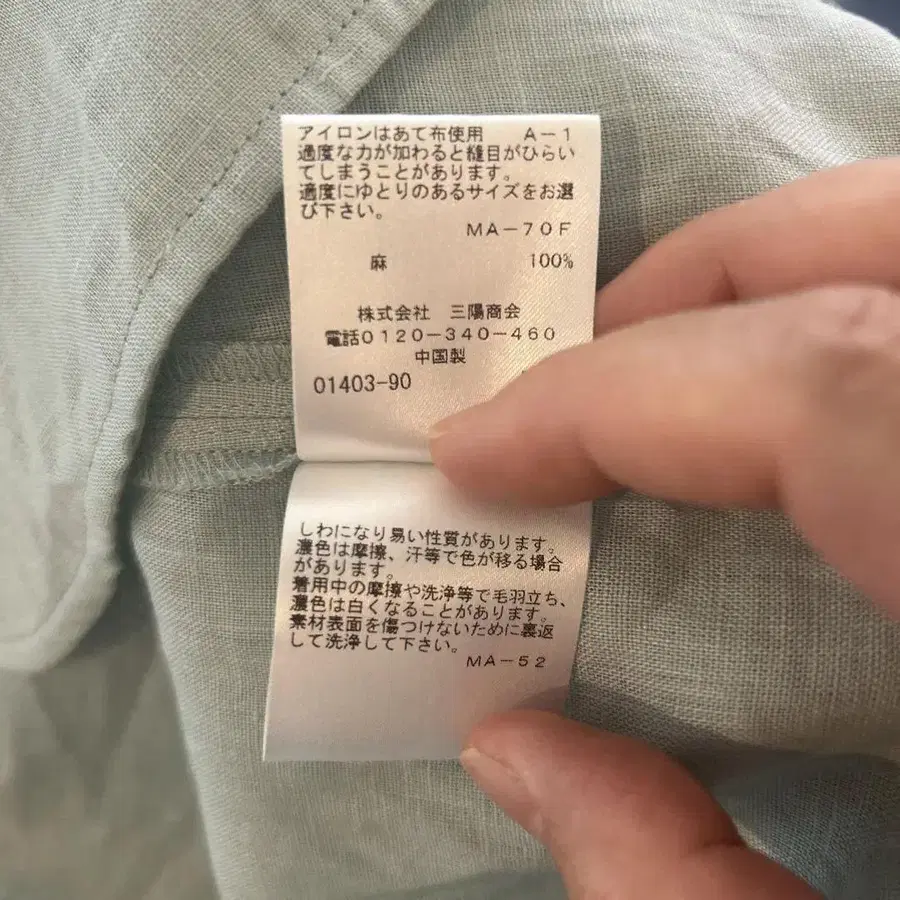 アイロンはあて布使用 A-1
過度な力が加わると縫目がひらい
てしまうことがあります。
適度にゆとりのあるサイズをお選
び下さい。
MA-70F
麻 100%
株式会社 三陽商会
電話0120-340-460
中国製
01403-90
しわになり易い性質があります。
濃色は摩擦、汗等で色が移る場合
があります。
着用中の摩擦や洗浄等で毛羽立ち、
濃色は白くなることがあります。
素材表面を傷つけないために裏返
して洗浄して下さい。
MA-52